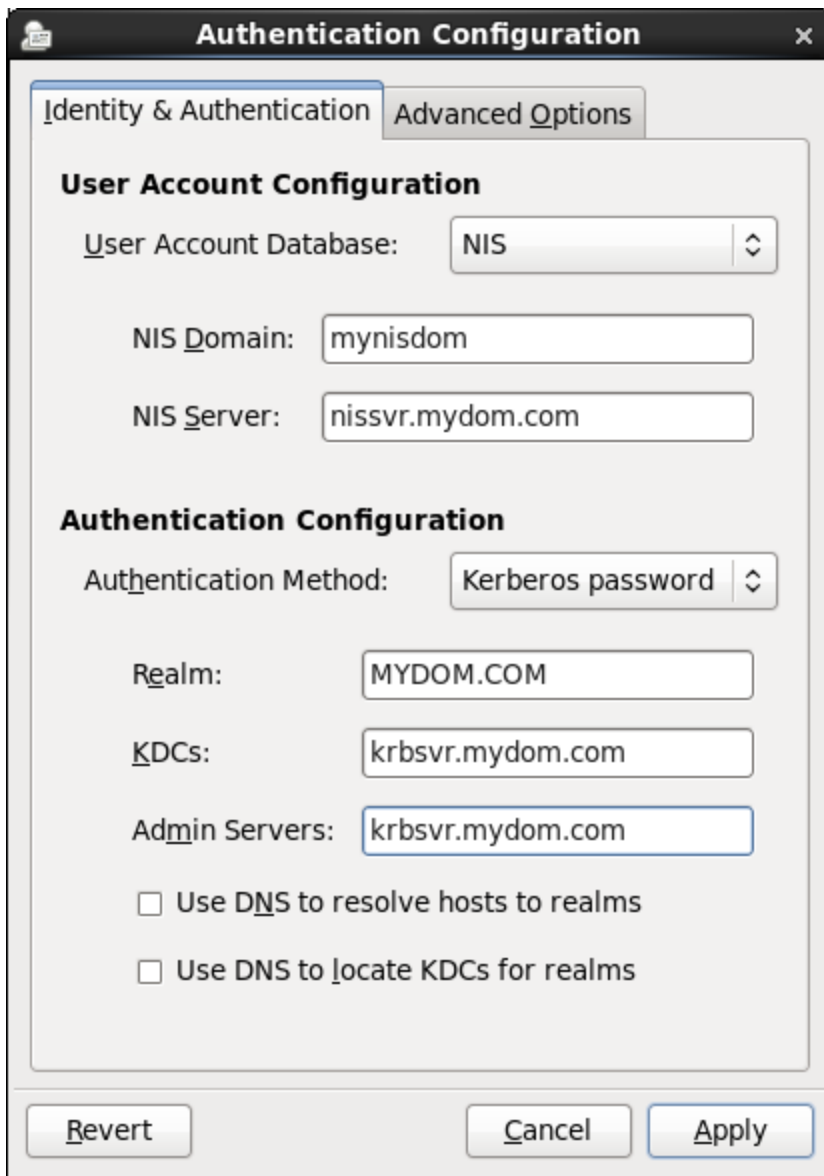 Authentication Configuration
Identity & Authentication
Advanced Options
User Account Configuration
User Account Database: NIS
NIS Domain: mynisdom
NIS Server: nissvr.mydom.com
Authentication Configuration
Authentication Method: Kerberos password
Realm: MYDOM.COM
KDCs: krbsvr.mydom.com
Admin Servers: krbsvr.mydom.com
Use DNS to resolve hosts to realms
Use DNS to locate KDCs for realms
Revert Cancel Apply